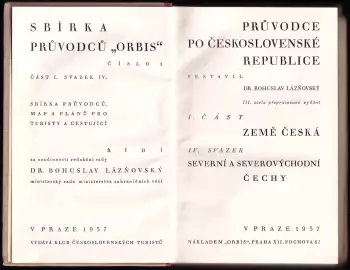 SBÍRKA
PRŮVODCŮ „ORBIS“
ČÍSLO 1
ČÁST I. SVAZEK IV.
SBÍRKA PRŮVODCŮ,
MAP A PLÁNŮ PRO
TURISTY A CESTUJÍCÍ
ŘÍDÍ
za součinnosti redakční rady
DR. BOHUSLAV LÁZŇOVSKÝ
ministerský rada ministerstva zahraničních věcí
V PRAZE 1937
VYDÁVÁ KLUB ČESKOSLOVENSKÝCH TURISTŮ
PRŮVODCE
PO ČESKOSLOVENSKÉ
REPUBLICE
SESTAVIL
DR. BOHUSLAV LÁZŇOVSKÝ
III. zcela přepracované vydání
I. ČÁST
ZEMĚ ČESKÁ
IV. SVAZEK
SEVERNÍ A SEVEROVÝCHODNÍ
ČECHY
V PRAZE 1937
NÁKLADEM „ORBIS“, PRAHA XII, FOCHOVA 62